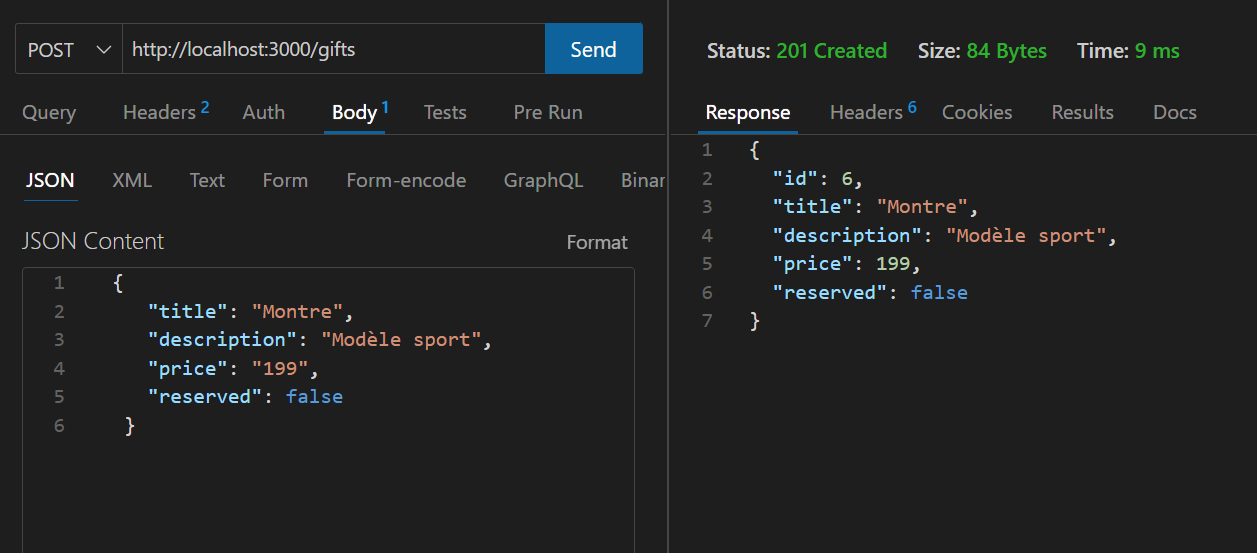 POST http://localhost:3000/gifts Send
Query Headers 2 Auth Body 1 Tests Pre Run
JSON XML Text Form Form-encode GraphQL Binar
JSON Content Format
1 {
2 "title": "Montre",
3 "description": "Modèle sport",
4 "price": "199",
5 "reserved": false
6 }
Status: 201 Created Size: 84 Bytes Time: 9 ms
Response Headers 6 Cookies Results Docs
1 {
2 "id": 6,
3 "title": "Montre",
4 "description": "Modèle sport",
5 "price": 199,
6 "reserved": false
7 }